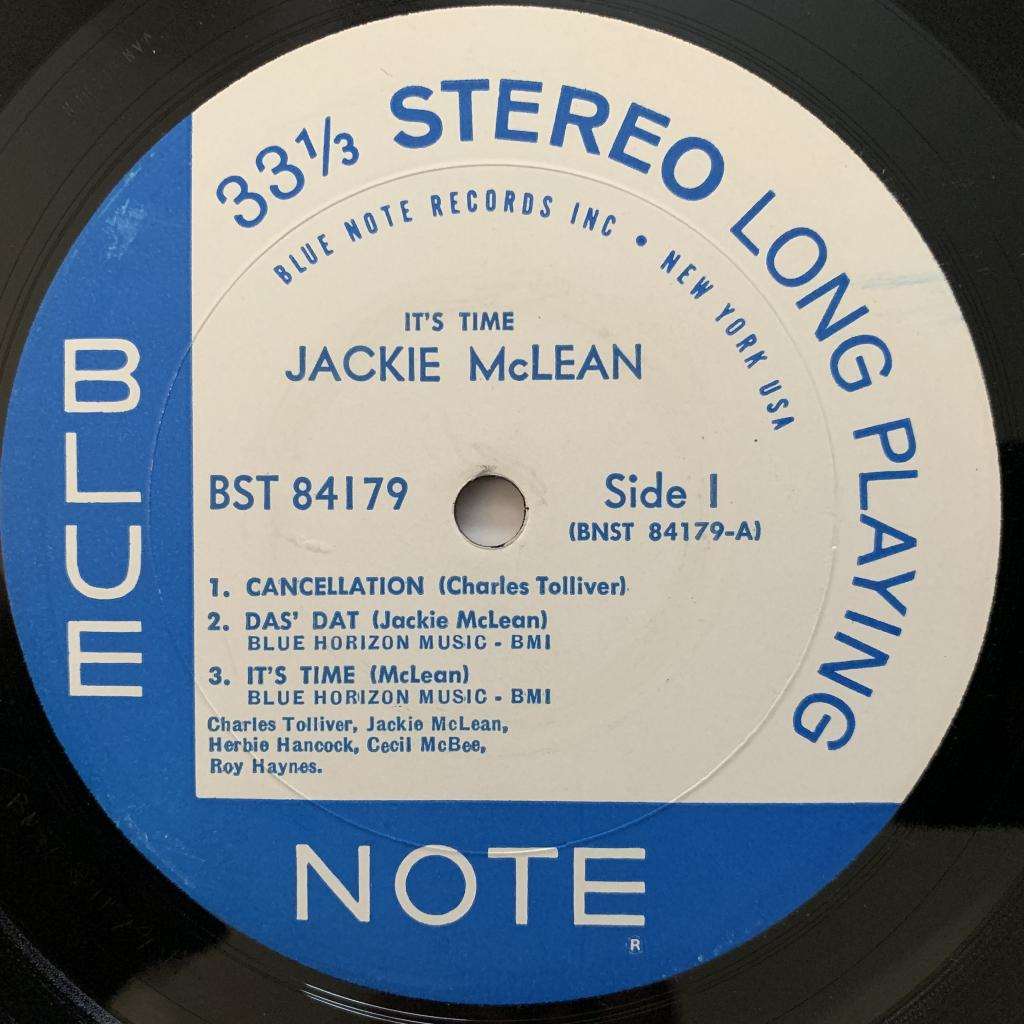 33⅓ STEREO LONG PLAYING
BLUE NOTE RECORDS INC • NEW YORK USA
IT'S TIME
JACKIE McLEAN
BST 84179
Side 1
(BNST 84179-A)
1. CANCELLATION (Charles Tolliver)
2. DAS' DAT (Jackie McLean)
BLUE HORIZON MUSIC - BMI
3. IT'S TIME (McLean)
BLUE HORIZON MUSIC - BMI
Charles Tolliver, Jackie McLean,
Herbie Hancock, Cecil McBee,
Roy Haynes.
BLUE
NOTE
®